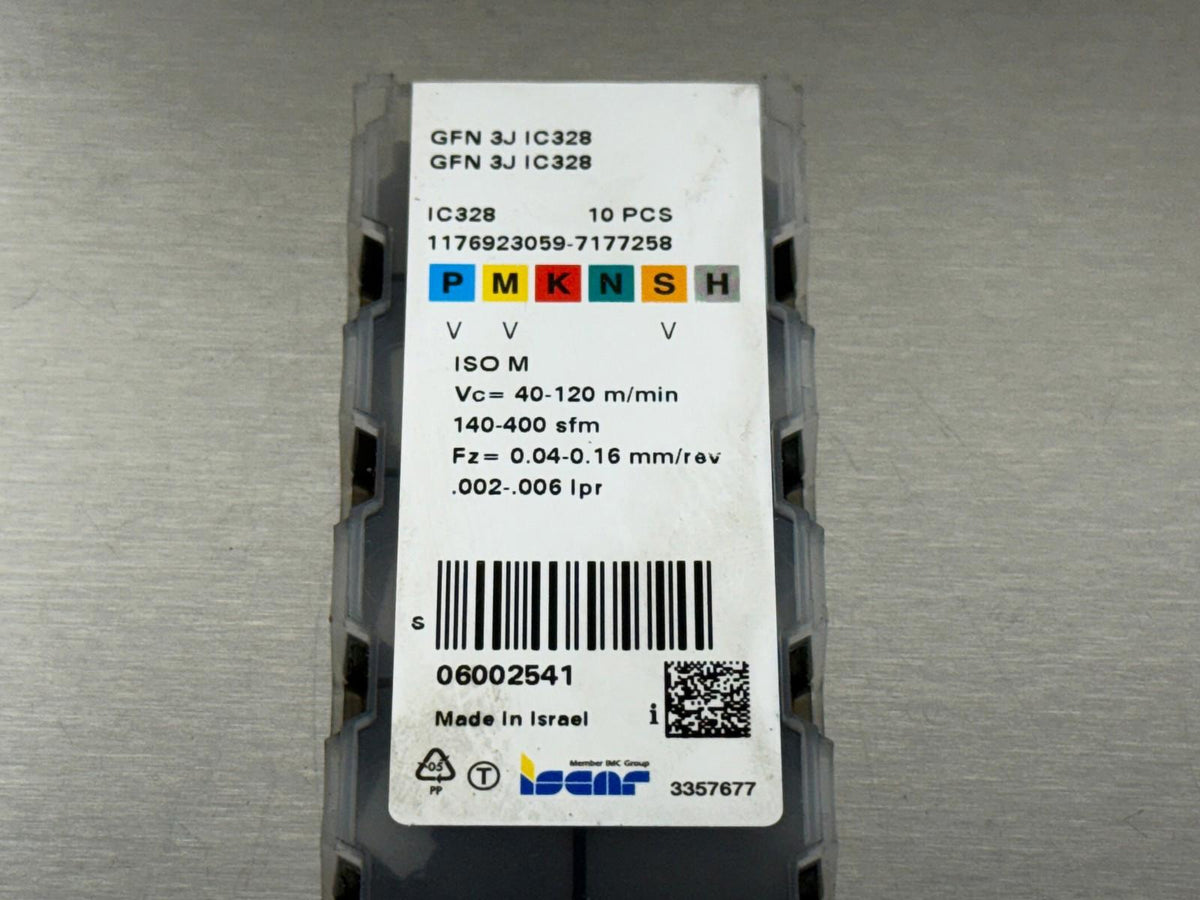 GFN 3J IC328
GFN 3J IC328
IC328 10 PCS
1176923059-7177258
P M K N S H
V V V
ISO M
Vc= 40-120 m/min
140-400 sfm
Fz= 0.04-0.16 mm/rev
.002-.006 Ipr
S
06002541
Made In Israel
i
05
PP
T
Member IMC Group
iscar
3357677